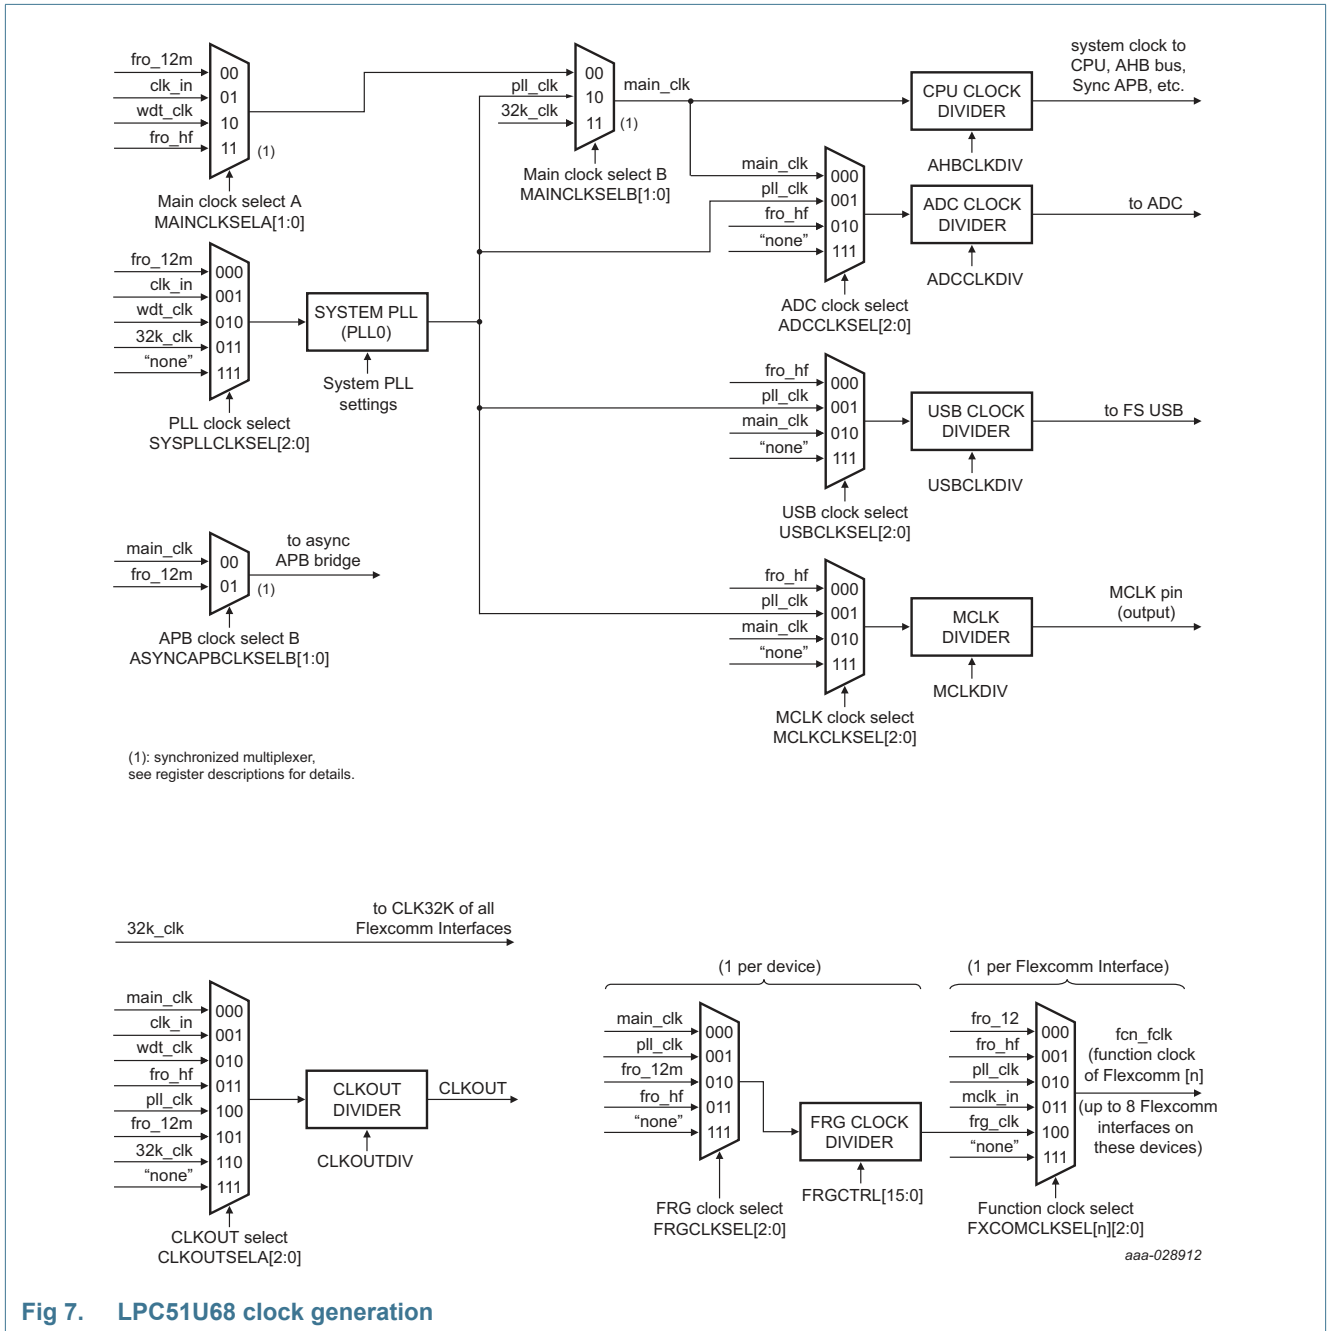 fro_12m
clk_in
wdt_clk
fro_hf
00
01
10
11
(1)
Main clock select A
MAINCLKSELA[1:0]
pll_clk
32k_clk
00
10
11
(1)
main_clk
Main clock select B
MAINCLKSELB[1:0]
CPU CLOCK
DIVIDER
AHBCLKDIV
system clock to
CPU, AHB bus,
Sync APB, etc.
main_clk
pll_clk
fro_hf
“none”
000
001
010
111
ADC clock select
ADCCLKSEL[2:0]
ADC CLOCK
DIVIDER
ADCCLKDIV
to ADC
fro_12m
clk_in
wdt_clk
32k_clk
“none”
000
001
010
011
111
PLL clock select
SYSPLLCLKSEL[2:0]
SYSTEM PLL
(PLL0)
System PLL
settings
fro_hf
pll_clk
main_clk
“none”
000
001
010
111
USB clock select
USBCLKSEL[2:0]
USB CLOCK
DIVIDER
USBCLKDIV
to FS USB
main_clk
fro_12m
00
01
(1)
to async
APB bridge
APB clock select B
ASYNCAPBCLKSELB[1:0]
fro_hf
pll_clk
main_clk
“none”
000
001
010
111
MCLK clock select
MCLKCLKSEL[2:0]
MCLK
DIVIDER
MCLKDIV
MCLK pin
(output)
(1): synchronized multiplexer,
see register descriptions for details.
32k_clk
to CLK32K of all
Flexcomm Interfaces
main_clk
clk_in
wdt_clk
fro_hf
pll_clk
fro_12m
32k_clk
“none”
000
001
010
011
100
101
110
111
CLKOUT select
CLKOUTSELA[2:0]
CLKOUT
DIVIDER
CLKOUTDIV
CLKOUT
(1 per device)
main_clk
pll_clk
fro_12m
fro_hf
“none”
000
001
010
011
111
FRG clock select
FRGCLKSEL[2:0]
FRG CLOCK
DIVIDER
FRGCTRL[15:0]
(1 per Flexcomm Interface)
fro_12
fro_hf
pll_clk
mclk_in
frg_clk
“none”
000
001
010
011
100
111
Function clock select
FXCOMCLKSEL[n][2:0]
fcn_fclk
(function clock
of Flexcomm [n]
(up to 8 Flexcomm
interfaces on
these devices)
aaa-028912
Fig 7. LPC51U68 clock generation